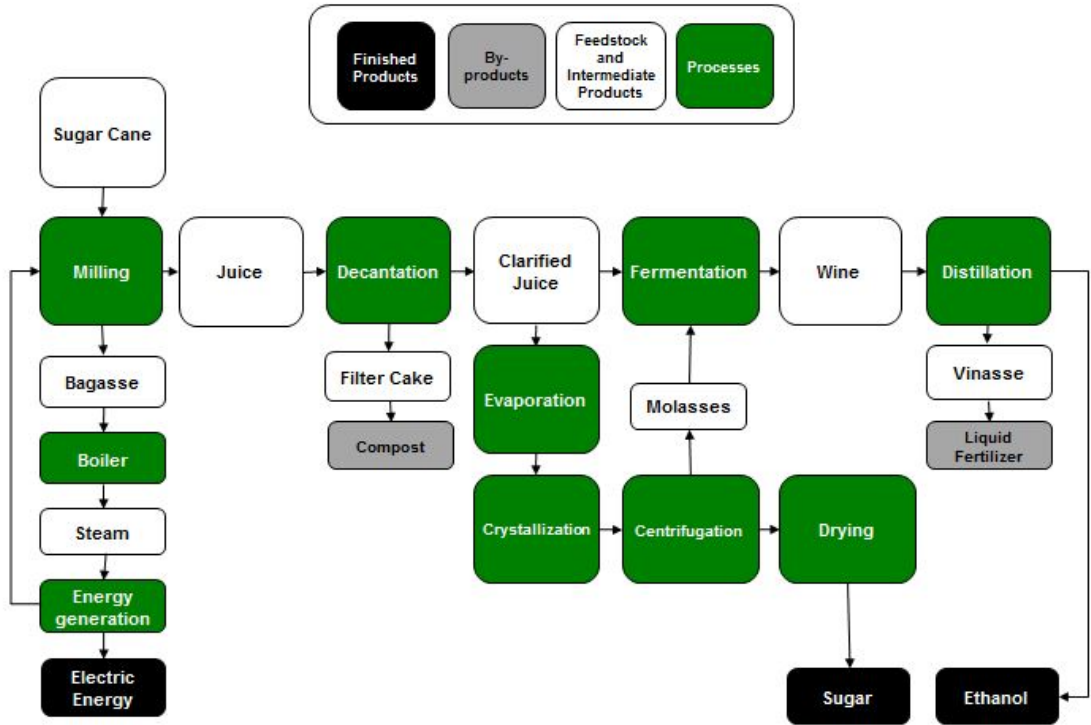 Finished
Products
By-
products
Feedstock
and
Intermediate
Products
Processes
Sugar Cane
Milling
Juice
Decantation
Clarified
Juice
Fermentation
Wine
Distillation
Bagasse
Filter Cake
Evaporation
Molasses
Vinasse
Boiler
Compost
Liquid
Fertilizer
Steam
Crystallization
Centrifugation
Drying
Energy
generation
Electric
Energy
Sugar
Ethanol